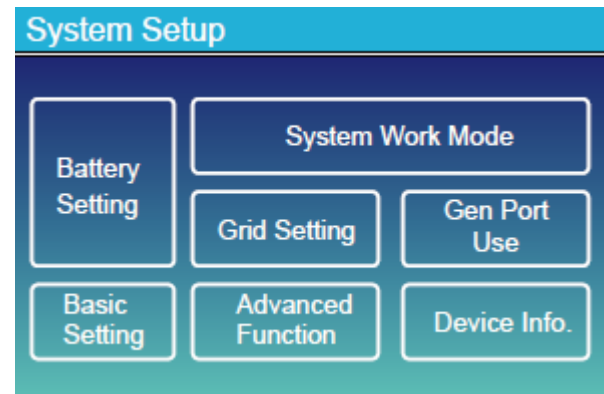 System Setup
Battery
Setting
System Work Mode
Grid Setting
Gen Port
Use
Basic
Setting
Advanced
Function
Device Info.